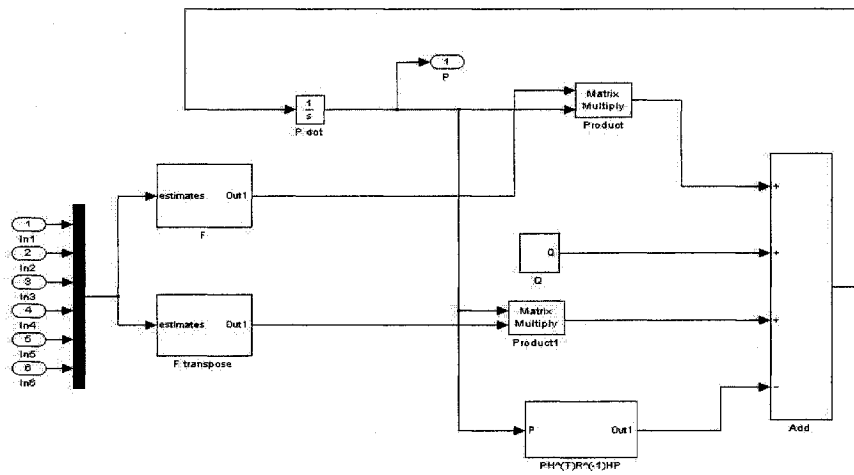 1
P
1
s
P dot
Matrix
Multiply
Product
estimates
Out1
F
1
In1
2
In2
3
In3
4
In4
5
In5
6
In6
Q
Q
estimates
Out1
F transpose
Matrix
Multiply
Product1
P
Out1
PH^(T)R^(-1)HP
+
+
+
−
Add